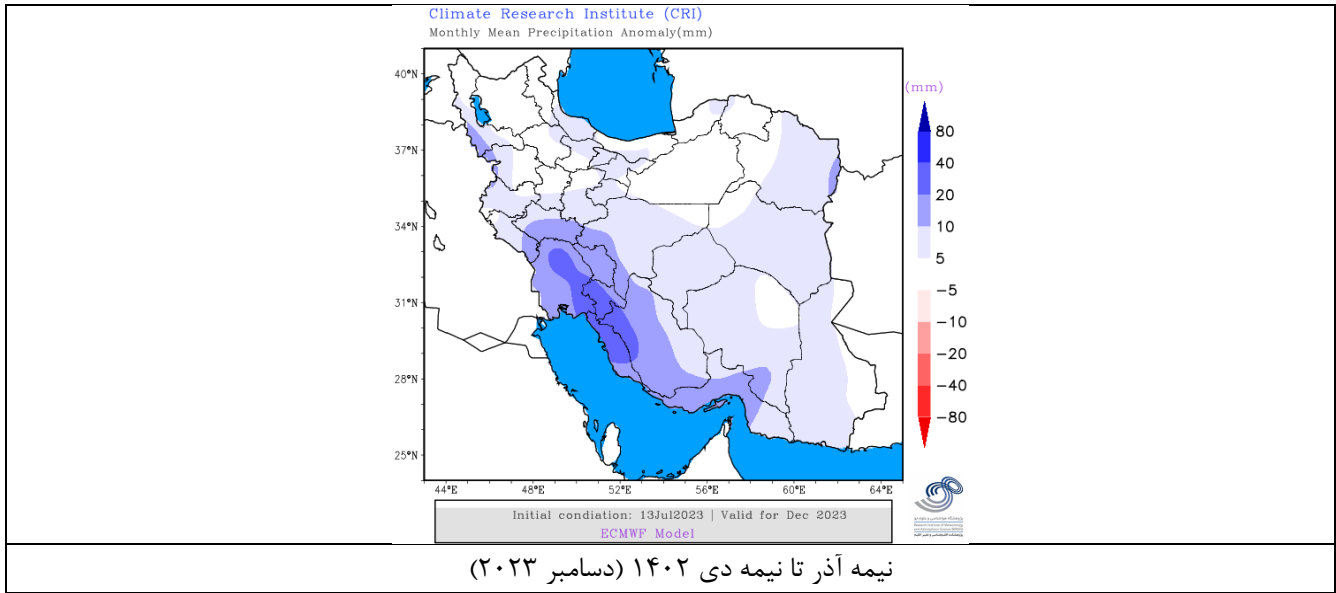 Climate Research Institute (CRI)
Monthly Mean Precipitation Anomaly(mm)
40°N
37°N
34°N
31°N
28°N
25°N
44°E 48°E 52°E 56°E 60°E 64°E
(mm)
80
40
20
10
5
−5
−10
−20
−40
−80
Initial condiation: 13Jul2023 | Valid for Dec 2023
ECMWF Model
نیمه آذر تا نیمه دی ۱۴۰۲ (دسامبر ۲۰۲۳)